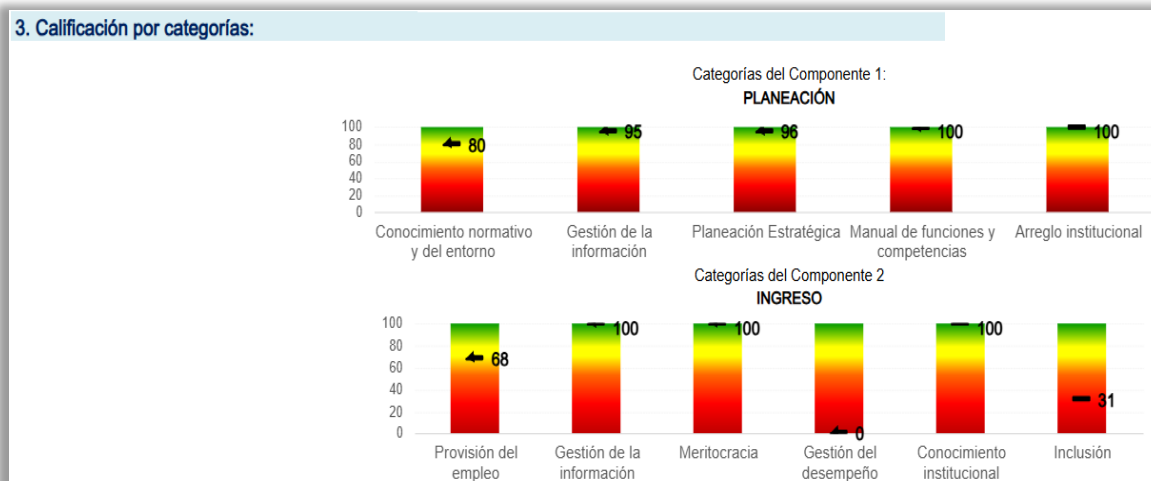 3. Calificación por categorías:
Categorías del Componente 1:
PLANEACIÓN
100
80
60
40
20
0
80
95
96
100
100
Conocimiento normativo
y del entorno
Gestión de la
información
Planeación Estratégica
Manual de funciones y
competencias
Arreglo institucional
Categorías del Componente 2
INGRESO
100
80
60
40
20
0
68
100
100
0
100
31
Provisión del
empleo
Gestión de la
información
Meritocracia
Gestión del
desempeño
Conocimiento
institucional
Inclusión